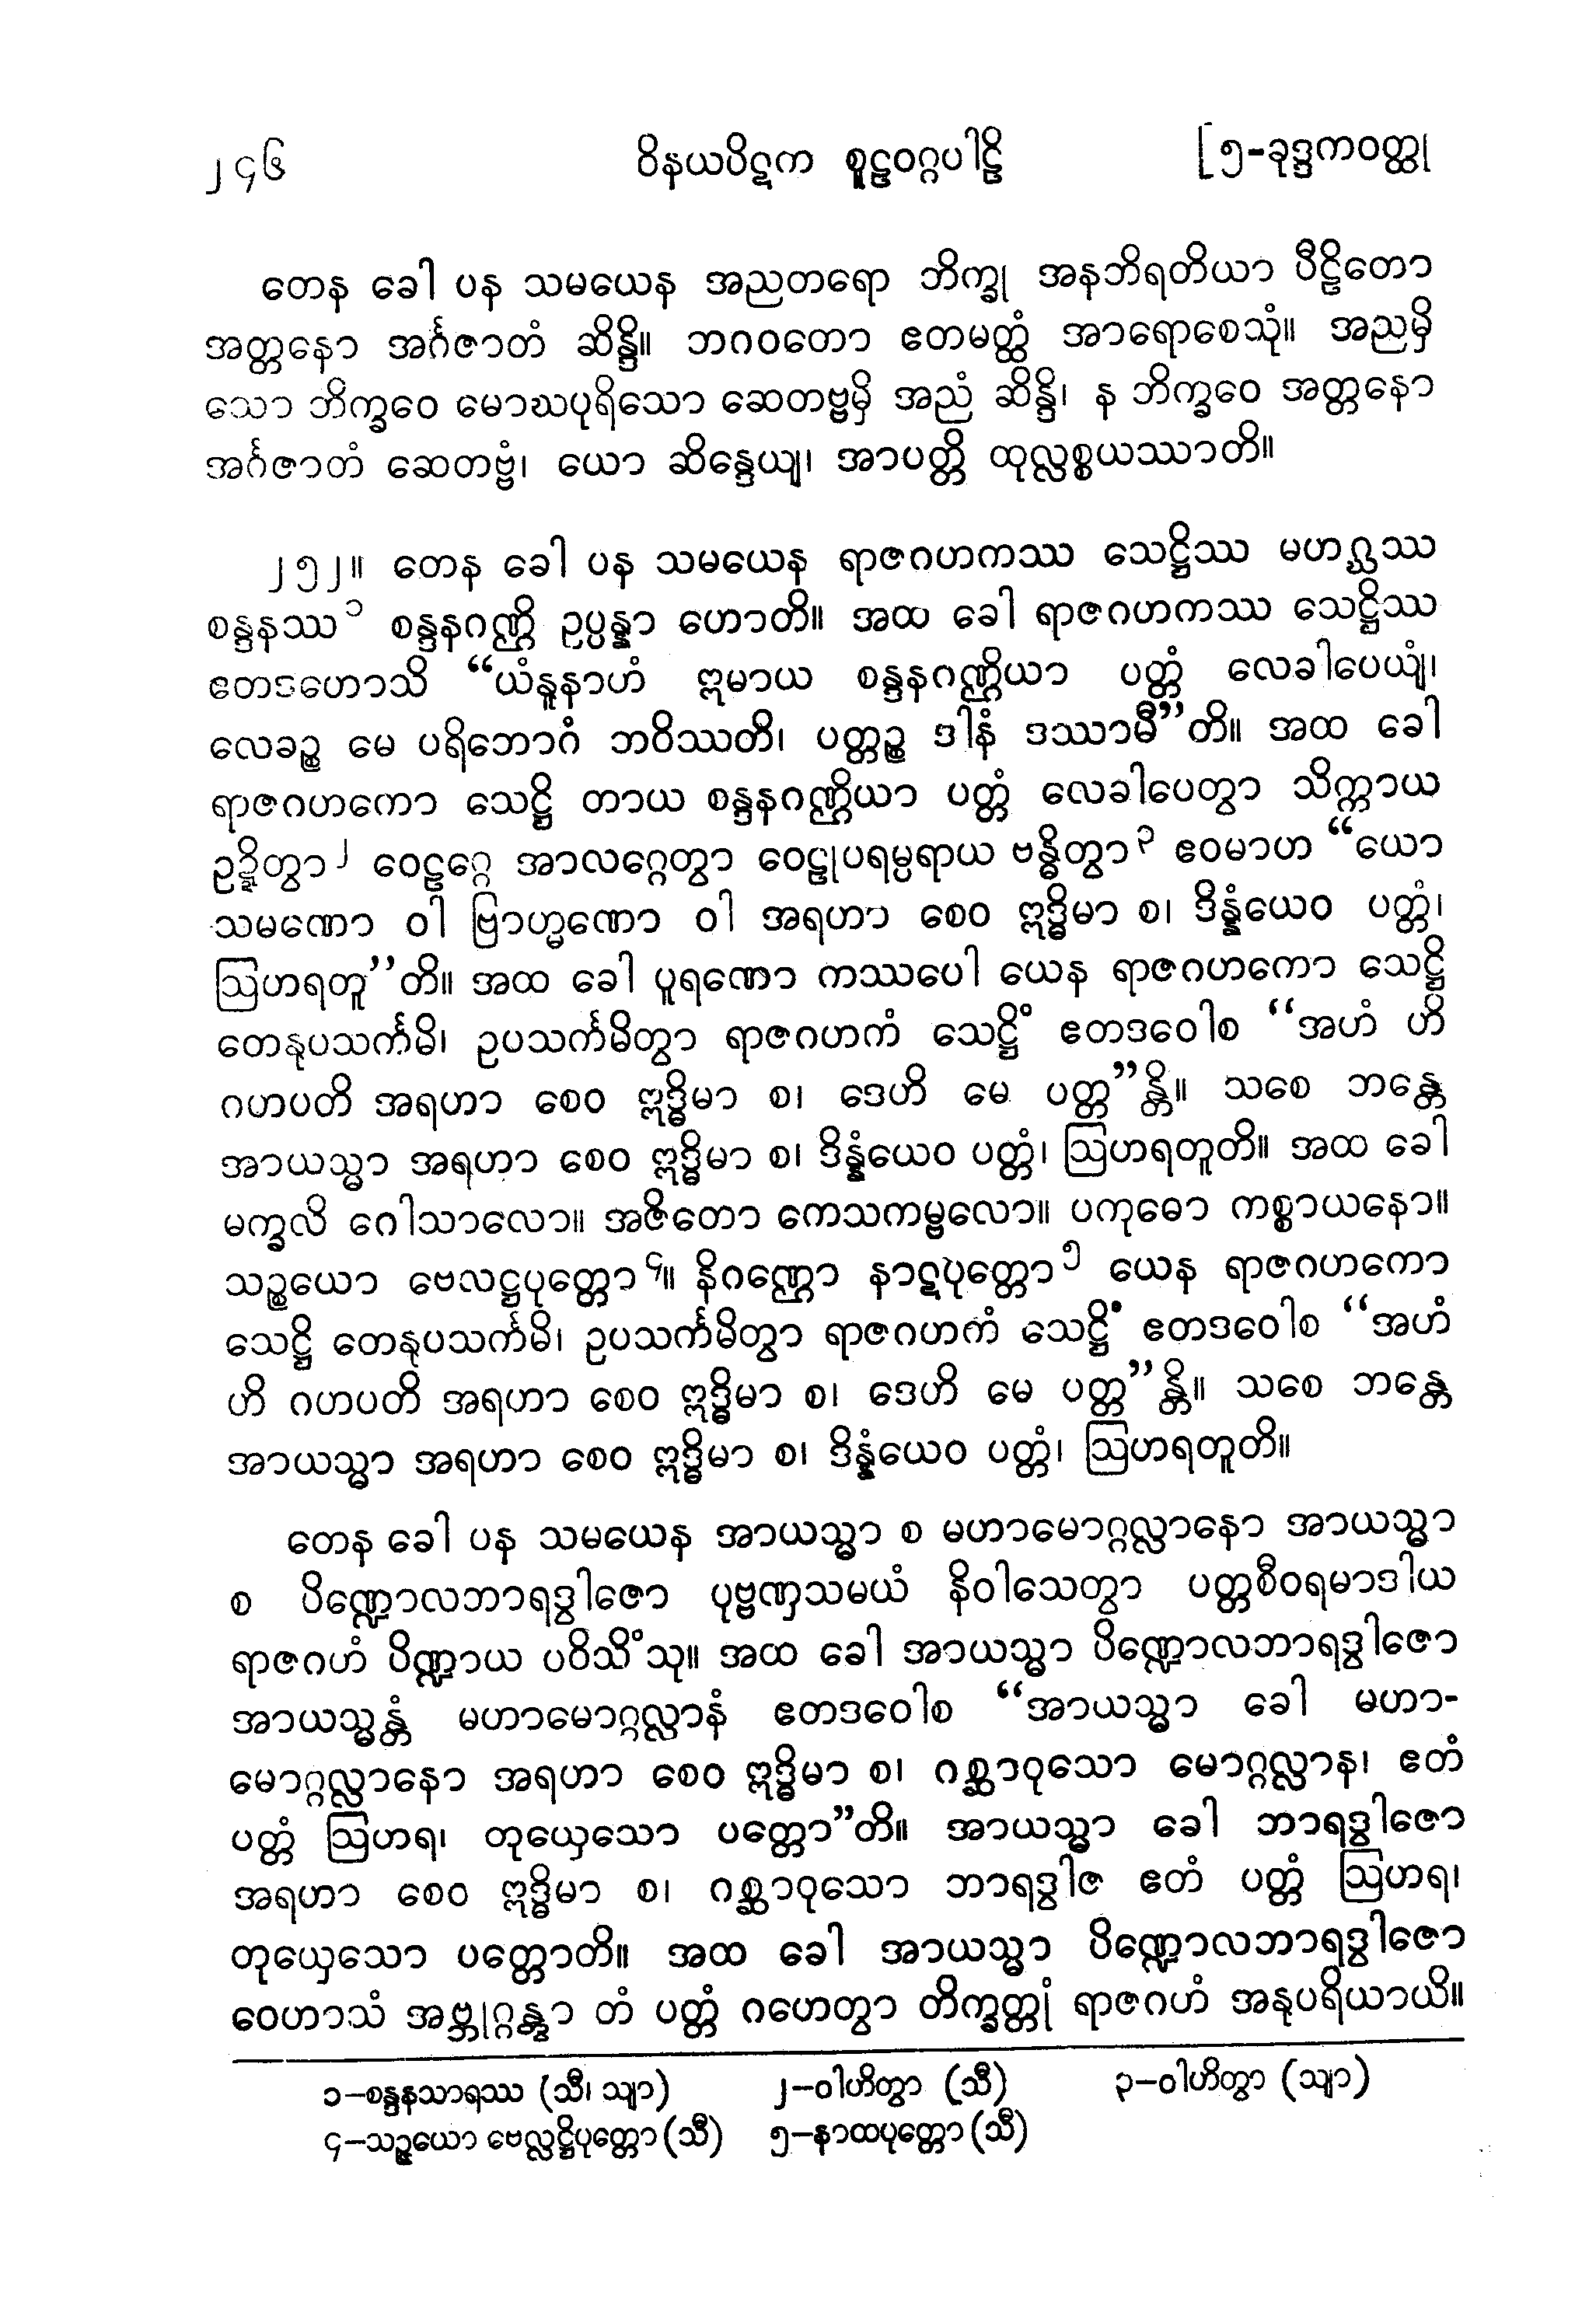 ၂၄၆ ဝိနယပိဋက စူဠဝဂ္ဂပါဠိ [၅-ခုဒ္ဒကဝတ္ထု
တေန ခေါ ပန သမယေန အညတရော ဘိက္ခု အနဘိရတိယာ ပီဠိတော
အတ္တနော အင်္ဂဇာတံ ဆိန္ဒိ။ ဘဂဝတော ဧတမတ္ထံ အာရောစေသုံ။ အညမှိ
သော ဘိက္ခဝေ မောဃပုရိသော ဆေတဗ္ဗမှိ အညံ ဆိန္ဒိ၊ န ဘိက္ခဝေ အတ္တနော
အင်္ဂဇာတံ ဆေတဗ္ဗံ၊ ယော ဆိန္ဒေယျ၊ အာပတ္တိ ထုလ္လစ္စယဿာတိ။
၂၅၂။ တေန ခေါ ပန သမယေန ရာဇဂဟကဿ သေဋ္ဌိဿ မဟဂ္ဃဿ
စန္ဒနဿ၁ စန္ဒနဂဏ္ဌိ ဥပ္ပန္နာ ဟောတိ။ အထ ခေါ ရာဇဂဟကဿ သေဋ္ဌိဿ
ဧတဒဟောသိ “ယံနူနာဟံ ဣမာယ စန္ဒနဂဏ္ဌိယာ ပတ္တံ လေခါပေယျံ၊
လေခဉ္စ မေ ပရိဘောဂံ ဘဝိဿတိ၊ ပတ္တဉ္စ ဒါနံ ဒဿာမီ”တိ။ အထ ခေါ
ရာဇဂဟကော သေဋ္ဌိ တာယ စန္ဒနဂဏ္ဌိယာ ပတ္တံ လေခါပေတွာ သိက္ကာယ
ဥဍ္ဍိတွာ၂ ဝေဠဂ္ဂေ အာလဂ္ဂေတွာ ဝေဠုပရမ္ပရာယ ဗန္ဓိတွာ၃ ဧဝမာဟ “ယော
သမဏော ဝါ ဗြာဟ္မဏော ဝါ အရဟာ စေဝ ဣဒ္ဓိမာ စ၊ ဒိန္နံယေဝ ပတ္တံ၊
ဩဟရတူ”တိ။ အထ ခေါ ပူရဏော ကဿပေါ ယေန ရာဇဂဟကော သေဋ္ဌိ
တေနုပသင်္ကမိ၊ ဥပသင်္ကမိတွာ ရာဇဂဟကံ သေဋ္ဌိံ ဧတဒဝေါစ “အဟံ ဟိ
ဂဟပတိ အရဟာ စေဝ ဣဒ္ဓိမာ စ၊ ဒေဟိ မေ ပတ္တ”န္တိ။ သစေ ဘန္တေ
အာယသ္မာ အရဟာ စေဝ ဣဒ္ဓိမာ စ၊ ဒိန္နံယေဝ ပတ္တံ၊ ဩဟရတူတိ။ အထ ခေါ
မက္ခလိ ဂေါသာလော။ အဇိတော ကေသကမ္ဗလော။ ပကုဓော ကစ္စာယနော။
သဉ္စယော ဗေလဋ္ဌပုတ္တော၄။ နိဂဏ္ဌော နာဋပုတ္တော၅ ယေန ရာဇဂဟကော
သေဋ္ဌိ တေနုပသင်္ကမိ၊ ဥပသင်္ကမိတွာ ရာဇဂဟကံ သေဋ္ဌိံ ဧတဒဝေါစ “အဟံ
ဟိ ဂဟပတိ အရဟာ စေဝ ဣဒ္ဓိမာ စ၊ ဒေဟိ မေ ပတ္တ”န္တိ။ သစေ ဘန္တေ
အာယသ္မာ အရဟာ စေဝ ဣဒ္ဓိမာ စ၊ ဒိန္နံယေဝ ပတ္တံ၊ ဩဟရတူတိ။
တေန ခေါ ပန သမယေန အာယသ္မာ စ မဟာမောဂ္ဂလ္လာနော အာယသ္မာ
စ ပိဏ္ဍောလဘာရဒွါဇော ပုဗ္ဗဏှသမယံ နိဝါသေတွာ ပတ္တစီဝရမာဒါယ
ရာဇဂဟံ ပိဏ္ဍာယ ပဝိသိံသု။ အထ ခေါ အာယသ္မာ ပိဏ္ဍောလဘာရဒွါဇော
အာယသ္မန္တံ မဟာမောဂ္ဂလ္လာနံ ဧတဒဝေါစ “အာယသ္မာ ခေါ မဟာ-
မောဂ္ဂလ္လာနော အရဟာ စေဝ ဣဒ္ဓိမာ စ၊ ဂစ္ဆာဝုသော မောဂ္ဂလ္လာန၊ ဧတံ
ပတ္တံ ဩဟရ၊ တုယှေသော ပတ္တော”တိ။ အာယသ္မာ ခေါ ဘာရဒွါဇော
အရဟာ စေဝ ဣဒ္ဓိမာ စ၊ ဂစ္ဆာဝုသော ဘာရဒွါဇ ဧတံ ပတ္တံ ဩဟရ၊
တုယှေသော ပတ္တောတိ။ အထ ခေါ အာယသ္မာ ပိဏ္ဍောလဘာရဒွါဇော
ဝေဟာသံ အဗ္ဘုဂ္ဂန္တွာ တံ ပတ္တံ ဂဟေတွာ တိက္ခတ္တုံ ရာဇဂဟံ အနုပရိယာယိ။
၁–စန္ဒနသာရဿ (သီ၊ သျာ) ၂–ဝါဟိတွာ (သီ) ၃–ဝါဟိတွာ (သျာ)
၄–သဉ္ဇယော ဗေလ္လဋ္ဌိပုတ္တော (သီ) ၅–နာထပုတ္တော (သီ)